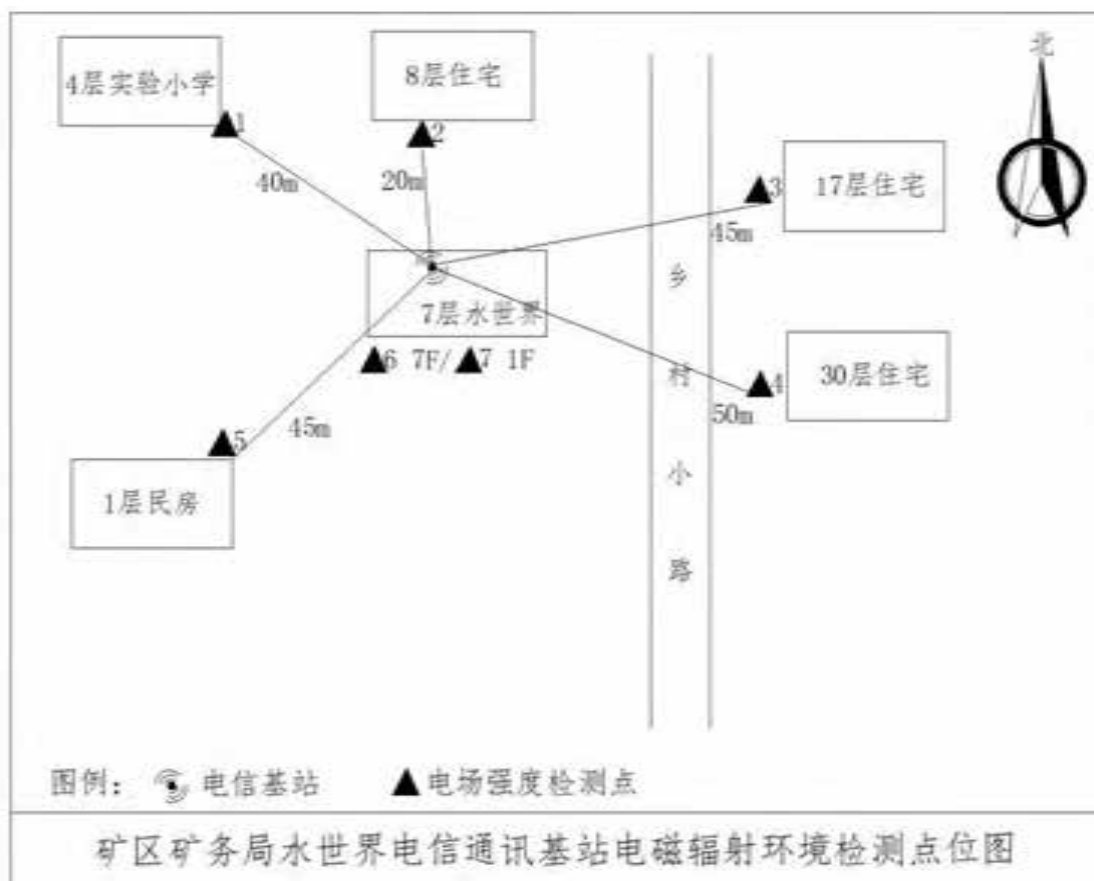 北
4层实验小学
8层住宅
1
2
40m
20m
3
17层住宅
45m
乡
7层水世界
6 7F/ 7 1F
村
4
30层住宅
50m
5
45m
小
1层民房
路
图例: 电信基站 电场强度检测点
矿区矿务局水世界电信通讯基站电磁辐射环境检测点位图